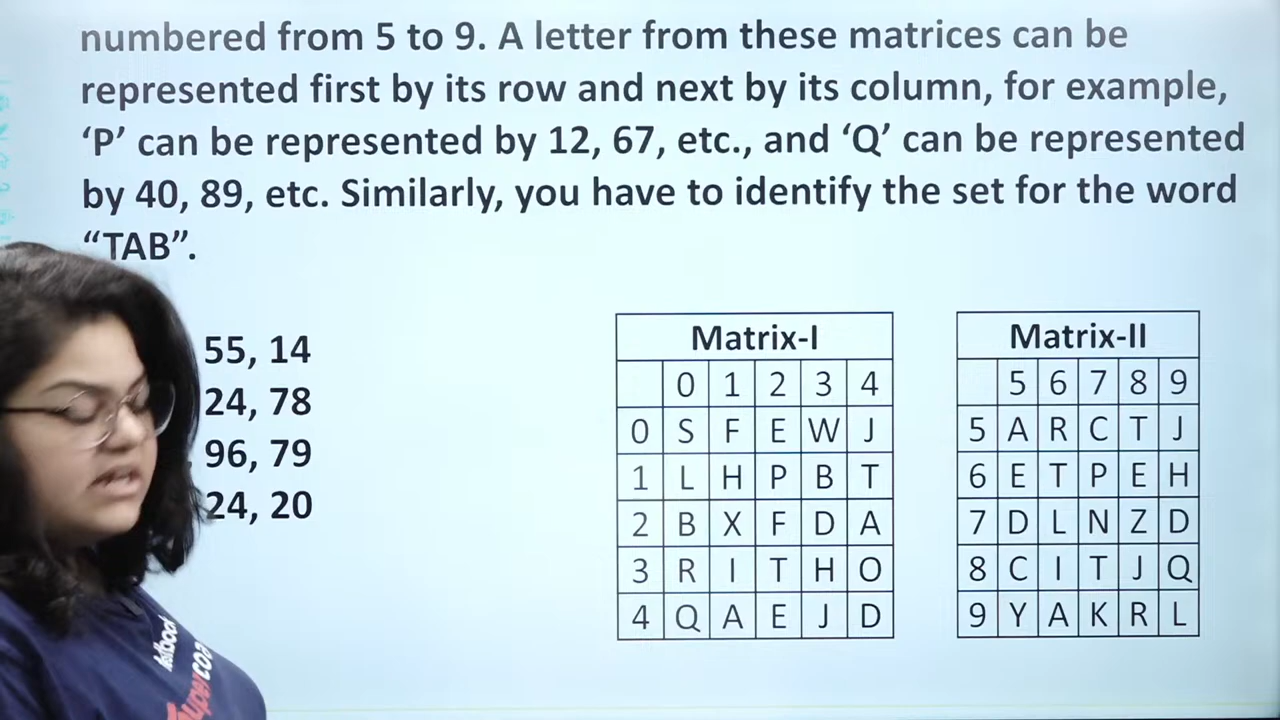 numbered from 5 to 9. A letter from these matrices can be
represented first by its row and next by its column, for example,
‘P’ can be represented by 12, 67, etc., and ‘Q’ can be represented
by 40, 89, etc. Similarly, you have to identify the set for the word
“TAB”.
55, 14
24, 78
96, 79
24, 20
Matrix-I
0 1 2 3 4
0 S F E W J
1 L H P B T
2 B X F D A
3 R I T H O
4 Q A E J D
Matrix-II
5 6 7 8 9
5 A R C T J
6 E T P E H
7 D L N Z D
8 C I T J Q
9 Y A K R L